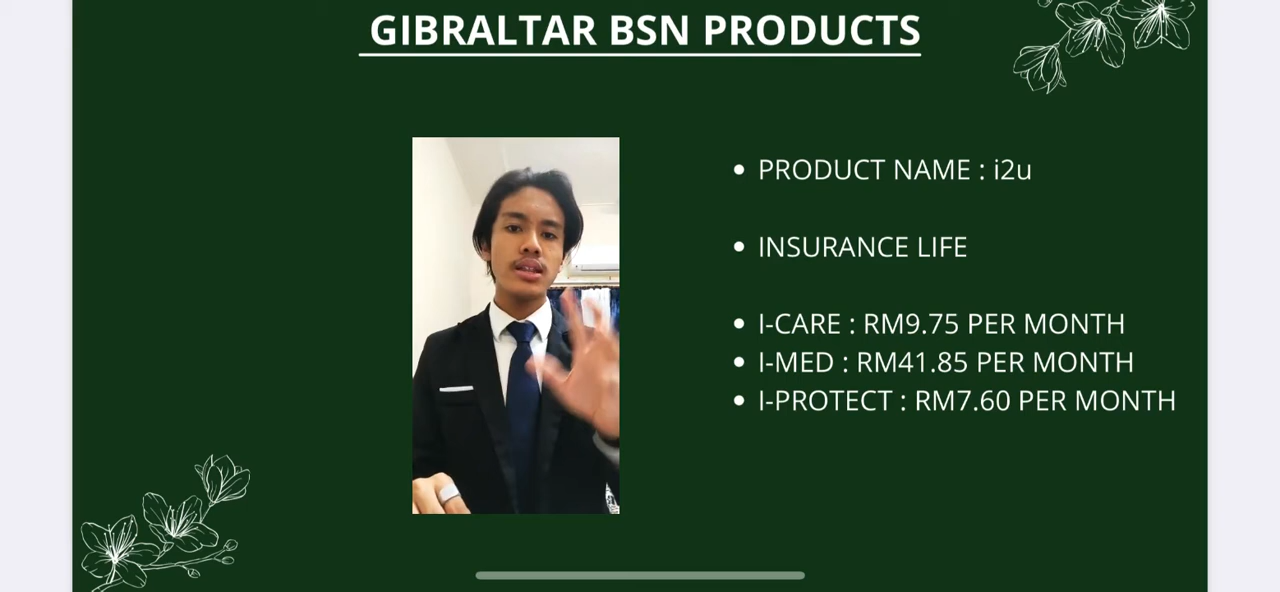 GIBRALTAR BSN PRODUCTS
• PRODUCT NAME : i2u
• INSURANCE LIFE
• I-CARE : RM9.75 PER MONTH
• I-MED : RM41.85 PER MONTH
• I-PROTECT : RM7.60 PER MONTH